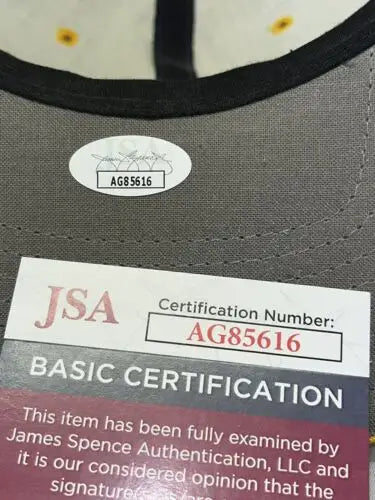 JSA
AG85616
JSA
Certification Number:
AG85616
BASIC CERTIFICATION
This item has been fully examined by
James Spence Authentication, LLC and
it is our considered opinion that the